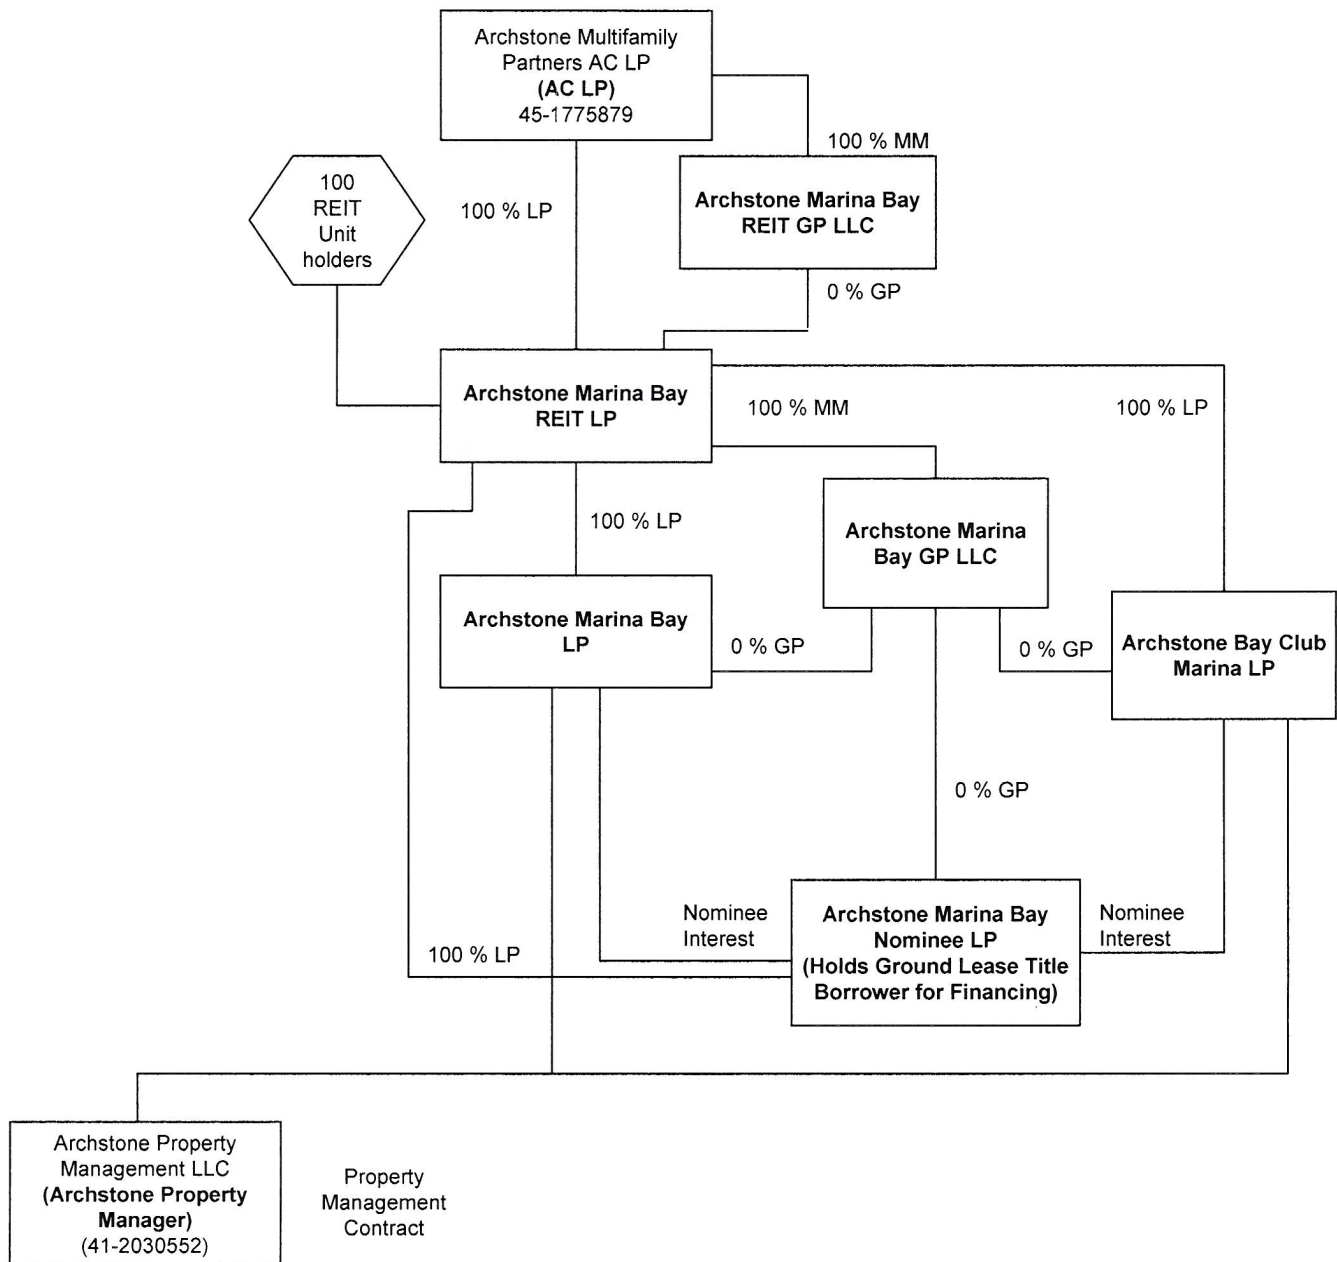 Archstone Multifamily
Partners AC LP
(AC LP)
45-1775879
100 % MM
100
REIT
Unit
holders
100 % LP
Archstone Marina Bay
REIT GP LLC
0 % GP
Archstone Marina Bay
REIT LP
100 % MM
100 % LP
100 % LP
Archstone Marina
Bay GP LLC
Archstone Marina Bay
LP
0 % GP
0 % GP
Archstone Bay Club
Marina LP
0 % GP
Nominee
Interest
Archstone Marina Bay
Nominee LP
(Holds Ground Lease Title
Borrower for Financing)
Nominee
Interest
100 % LP
Archstone Property
Management LLC
(Archstone Property
Manager)
(41-2030552)
Property
Management
Contract